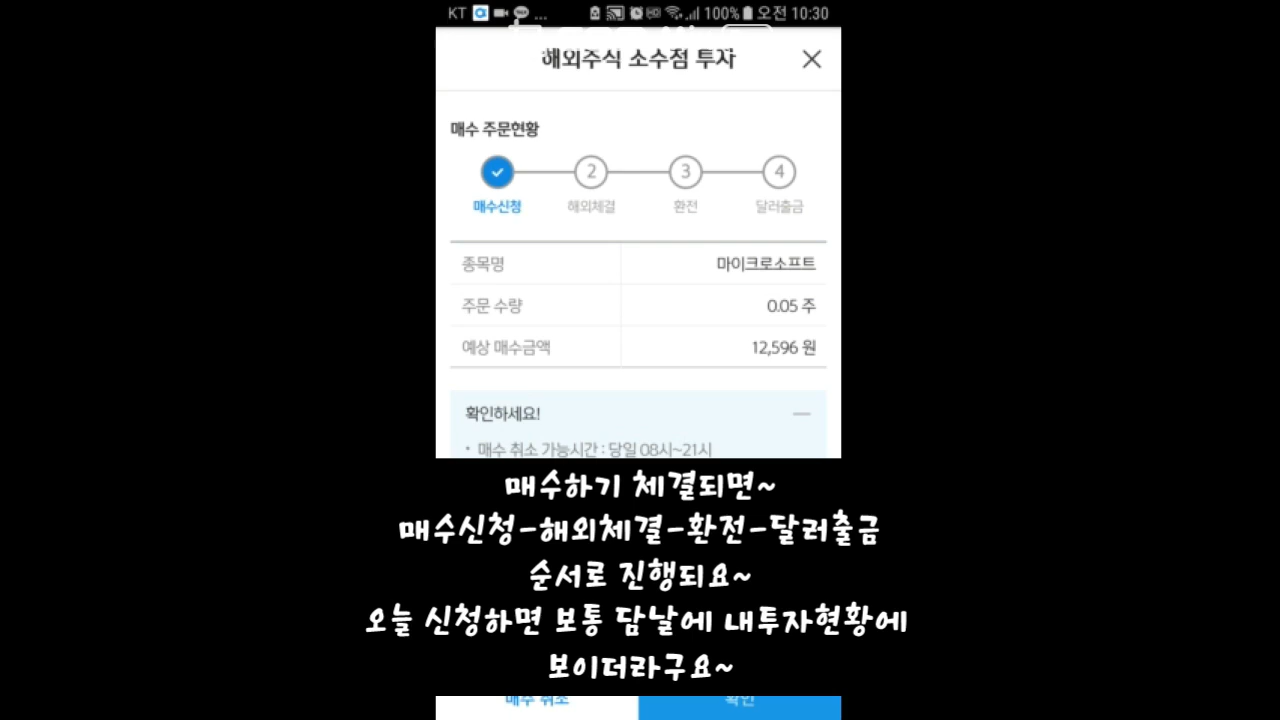 KT ... 100% 오전 10:30
해외주식 소수점 투자
매수 주문현황
2 3 4
매수신청 해외체결 환전 달러출금
종목명 마이크로소프트
주문 수량 0.05 주
예상 매수금액 12,596 원
확인하세요!
• 매수 취소 가능시간 : 당일 08시~21시
매수하기 체결되면~
매수신청-해외체결-환전-달러출금
순서로 진행되요~
오늘 신청하면 보통 담날에 내투자현황에
보이더라구요~
매수 취소 확인